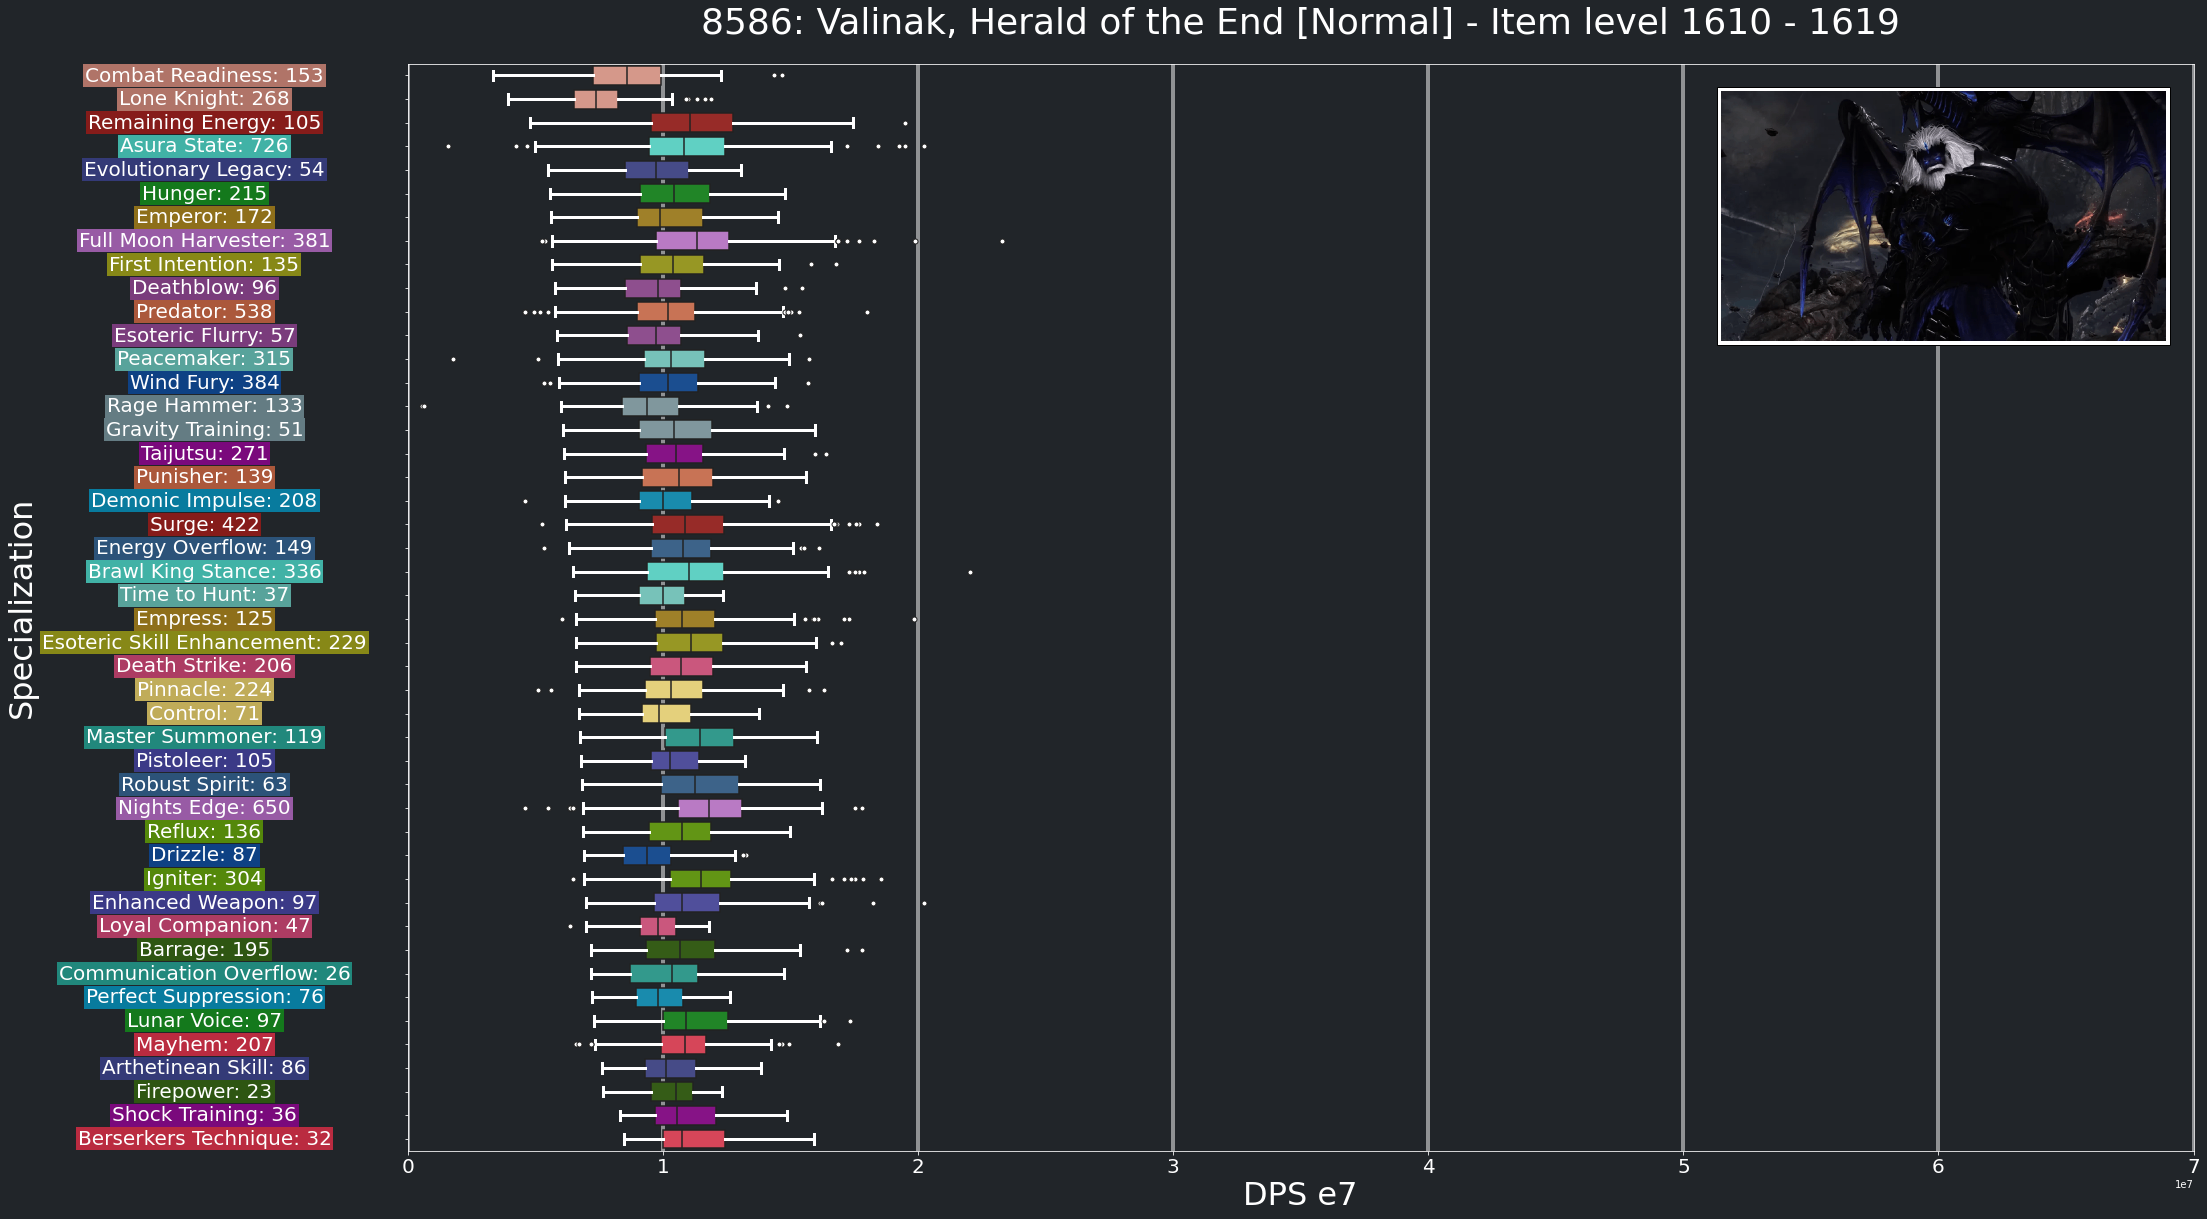 8586: Valinak, Herald of the End [Normal] - Item level 1610 - 1619
Combat Readiness: 153
Lone Knight: 268
Remaining Energy: 105
Asura State: 726
Evolutionary Legacy: 54
Hunger: 215
Emperor: 172
Full Moon Harvester: 381
First Intention: 135
Deathblow: 96
Predator: 538
Esoteric Flurry: 57
Peacemaker: 315
Wind Fury: 384
Rage Hammer: 133
Gravity Training: 51
Taijutsu: 271
Punisher: 139
Demonic Impulse: 208
Surge: 422
Energy Overflow: 149
Brawl King Stance: 336
Time to Hunt: 37
Empress: 125
Esoteric Skill Enhancement: 229
Death Strike: 206
Pinnacle: 224
Control: 71
Master Summoner: 119
Pistoleer: 105
Robust Spirit: 63
Nights Edge: 650
Reflux: 136
Drizzle: 87
Igniter: 304
Enhanced Weapon: 97
Loyal Companion: 47
Barrage: 195
Communication Overflow: 26
Perfect Suppression: 76
Lunar Voice: 97
Mayhem: 207
Arthetinean Skill: 86
Firepower: 23
Shock Training: 36
Berserkers Technique: 32
Specialization
0 1 2 3 4 5 6 7
1e7
DPS e7